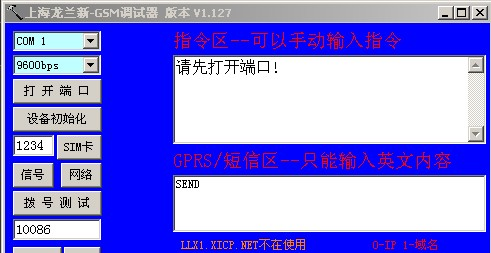 上海龙兰新-GSM调试器 版本 V1.127
COM 1
指令区--可以手动输入指令
9600bps
请先打开端口!
打 开 端 口
设备初始化
1234 SIM卡
GPRS/短信区--只能输入英文内容
信号 网络
SEND
拨 号 测 试
10086
LLX1.XICP.NET不在使用 0-IP 1-域名